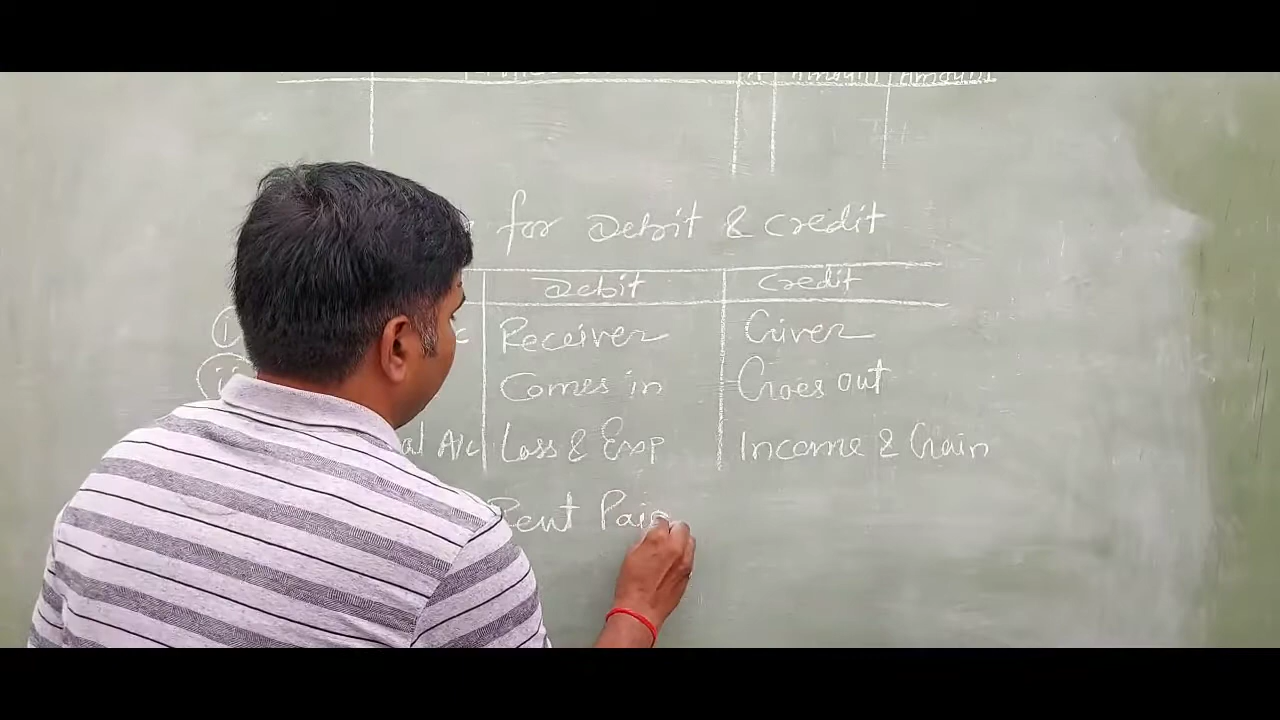 Amount Amount
for Debit & Credit
Debit Credit
Receiver Giver
Comes in Goes out
al A/c Loss & Exp Income & Gain
Rent Paid